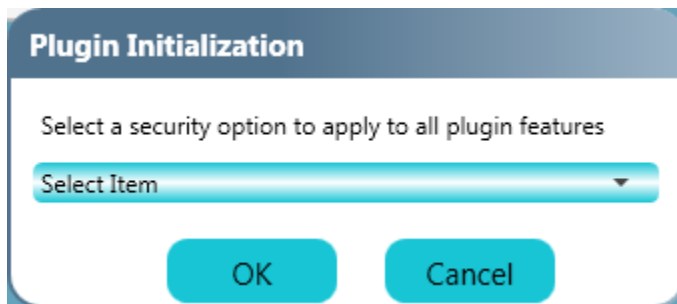 Plugin Initialization
Select a security option to apply to all plugin features
Select Item
OK Cancel